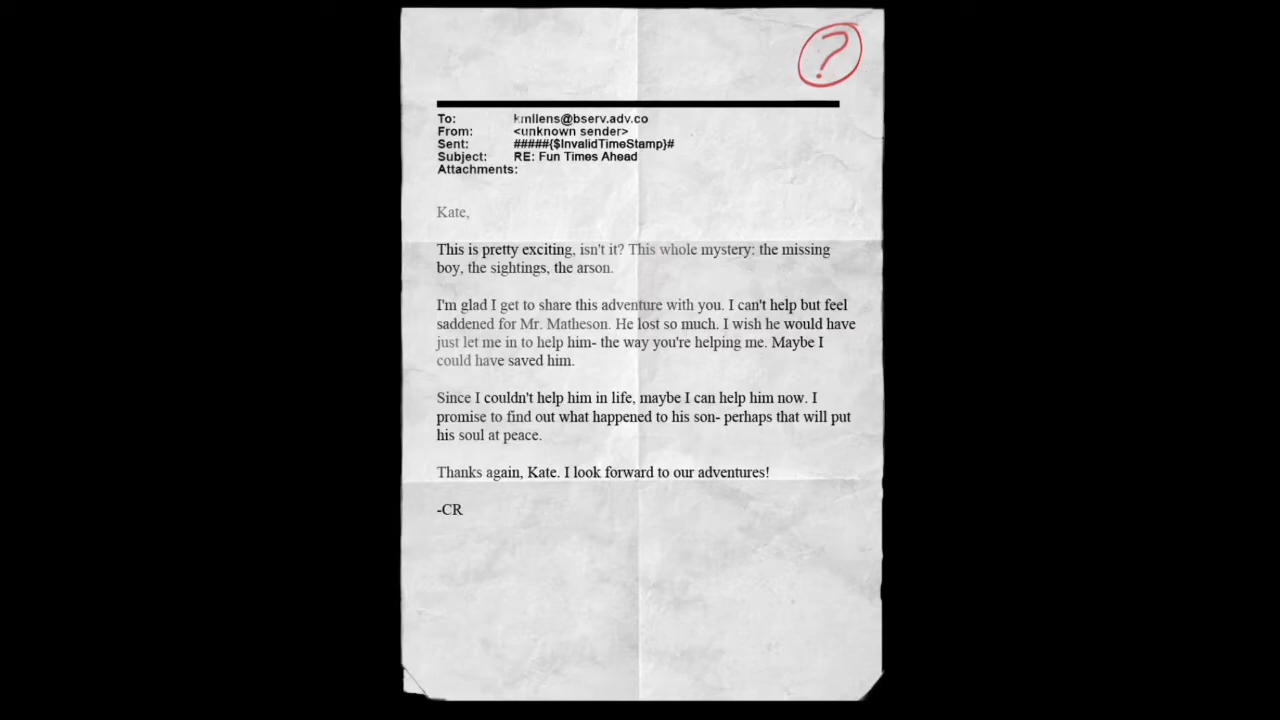 ?
To: kmllens@bserv.adv.co
From: <unknown sender>
Sent: #####{$InvalidTimeStamp}#
Subject: RE: Fun Times Ahead
Attachments:
Kate,
This is pretty exciting, isn't it? This whole mystery: the missing
boy, the sightings, the arson.
I'm glad I get to share this adventure with you. I can't help but feel
saddened for Mr. Matheson. He lost so much. I wish he would have
just let me in to help him- the way you're helping me. Maybe I
could have saved him.
Since I couldn't help him in life, maybe I can help him now. I
promise to find out what happened to his son- perhaps that will put
his soul at peace.
Thanks again, Kate. I look forward to our adventures!
-CR